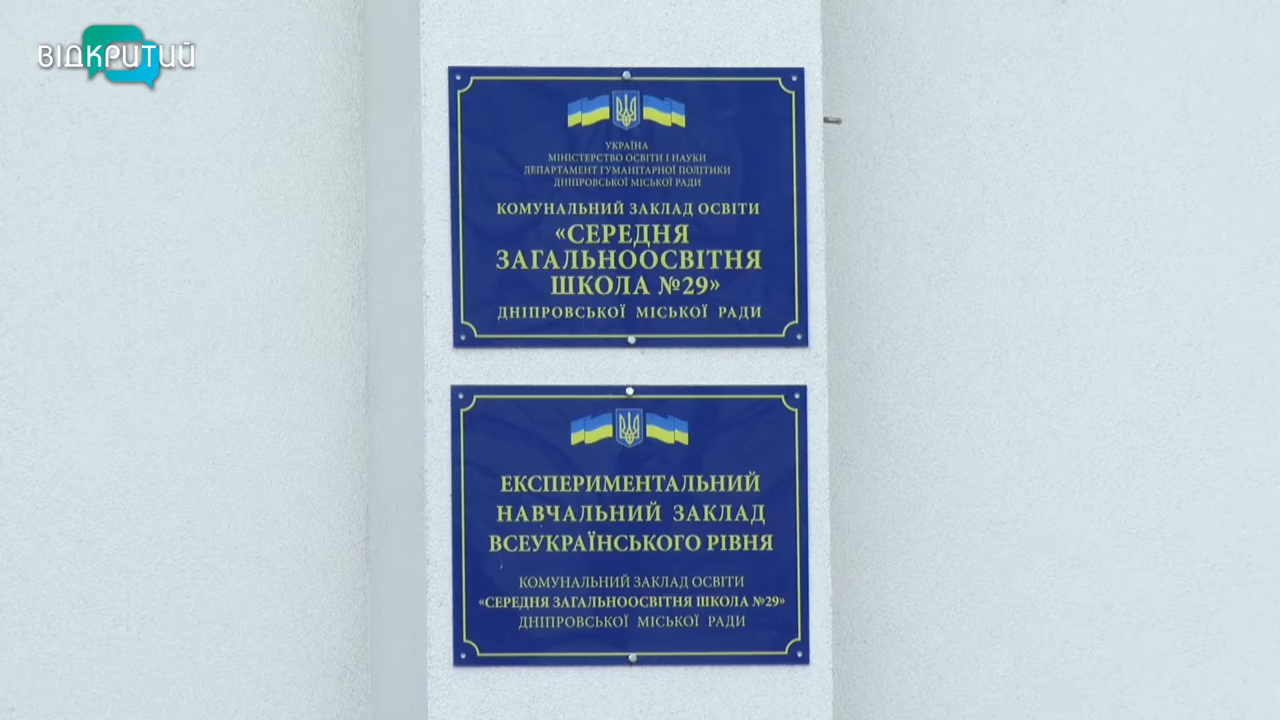 ВІДКРИТИЙ
УКРАЇНА
МІНІСТЕРСТВО ОСВІТИ І НАУКИ
ДЕПАРТАМЕНТ ГУМАНІТАРНОЇ ПОЛІТИКИ
ДНІПРОВСЬКОЇ МІСЬКОЇ РАДИ
КОМУНАЛЬНИЙ ЗАКЛАД ОСВІТИ
«СЕРЕДНЯ
ЗАГАЛЬНООСВІТНЯ
ШКОЛА №29»
ДНІПРОВСЬКОЇ МІСЬКОЇ РАДИ
ЕКСПЕРИМЕНТАЛЬНИЙ
НАВЧАЛЬНИЙ ЗАКЛАД
ВСЕУКРАЇНСЬКОГО РІВНЯ
КОМУНАЛЬНИЙ ЗАКЛАД ОСВІТИ
«СЕРЕДНЯ ЗАГАЛЬНООСВІТНЯ ШКОЛА №29»
ДНІПРОВСЬКОЇ МІСЬКОЇ РАДИ